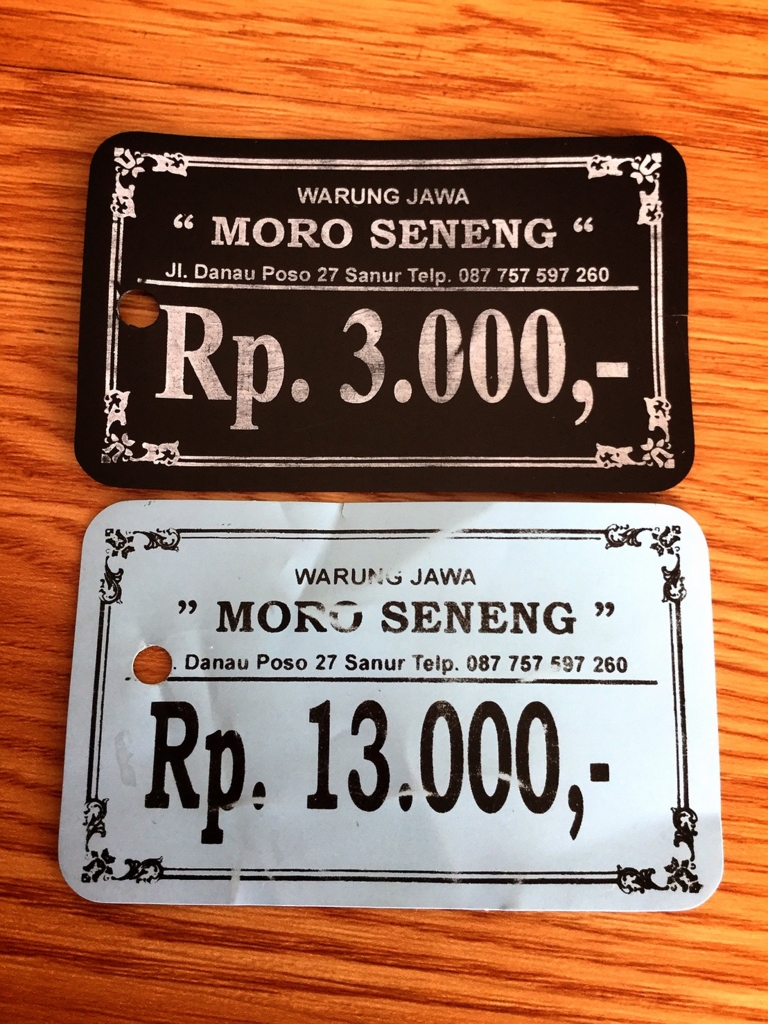 WARUNG JAWA
“ MORO SENENG “
Jl. Danau Poso 27 Sanur Telp. 087 757 597 260
Rp. 3.000,-
WARUNG JAWA
” MORO SENENG ”
. Danau Poso 27 Sanur Telp. 087 757 597 260
Rp. 13.000,-